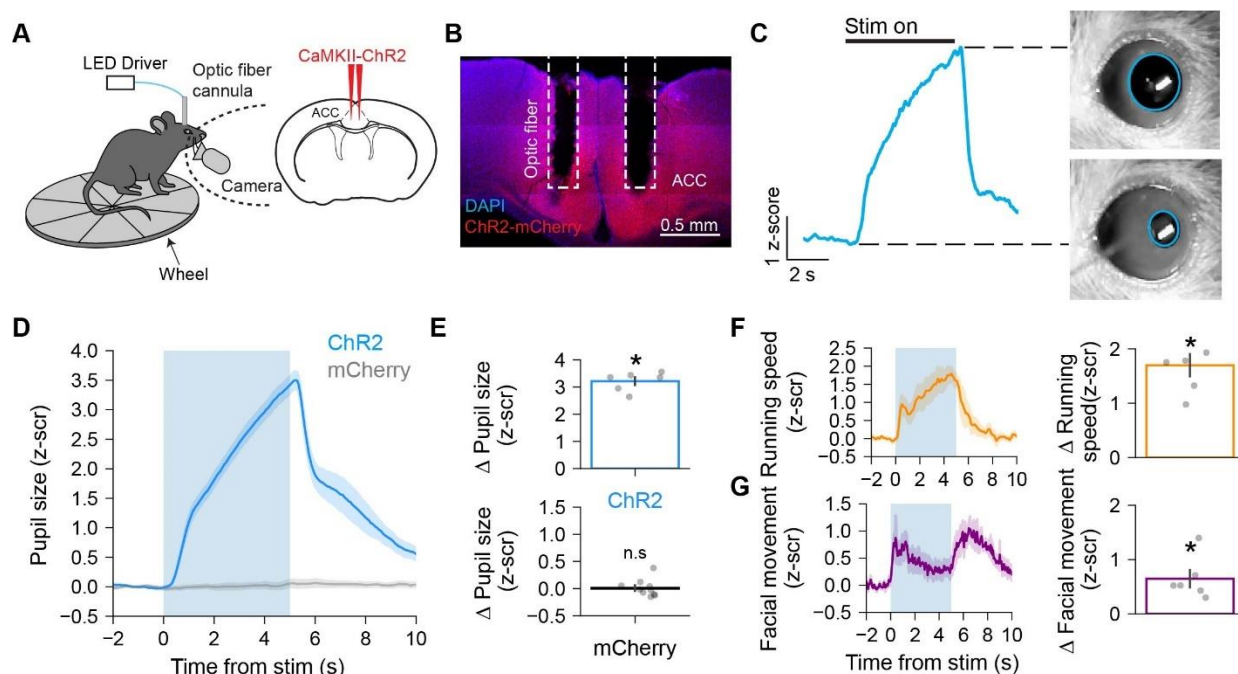 A
LED Driver
Optic fiber
cannula
CaMKII-ChR2
ACC
Camera
Wheel
B
Optic fiber
ACC
DAPI
ChR2-mCherry
0.5 mm
C
Stim on
1 z-score
2 s
D
ChR2
mCherry
Pupil size (z-scr)
4.0
3.5
3.0
2.5
2.0
1.5
1.0
0.5
0.0
−0.5
−2 0 2 4 6 8 10
Time from stim (s)
E
Δ Pupil size
(z-scr)
4
3
2
1
0
*
ChR2
Δ Pupil size
(z-scr)
0.5
0.0
−0.5
n.s
mCherry
F
Running speed
(z-scr)
2.5
2.0
1.5
1.0
0.5
0.0
−0.5
−2 0 2 4 6 8 10
Δ Running
speed(z-scr)
2
1
0
*
G
Facial movement
(z-scr)
1.5
1.0
0.5
0.0
−0.5
−2 0 2 4 6 8 10
Time from stim (s)
Δ Facial movement
(z-scr)
2
1
0
*